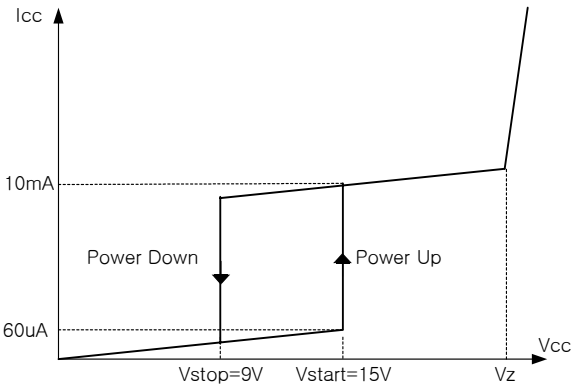 Icc
10mA
Power Down
Power Up
60uA
Vcc
Vstop=9V
Vstart=15V
Vz